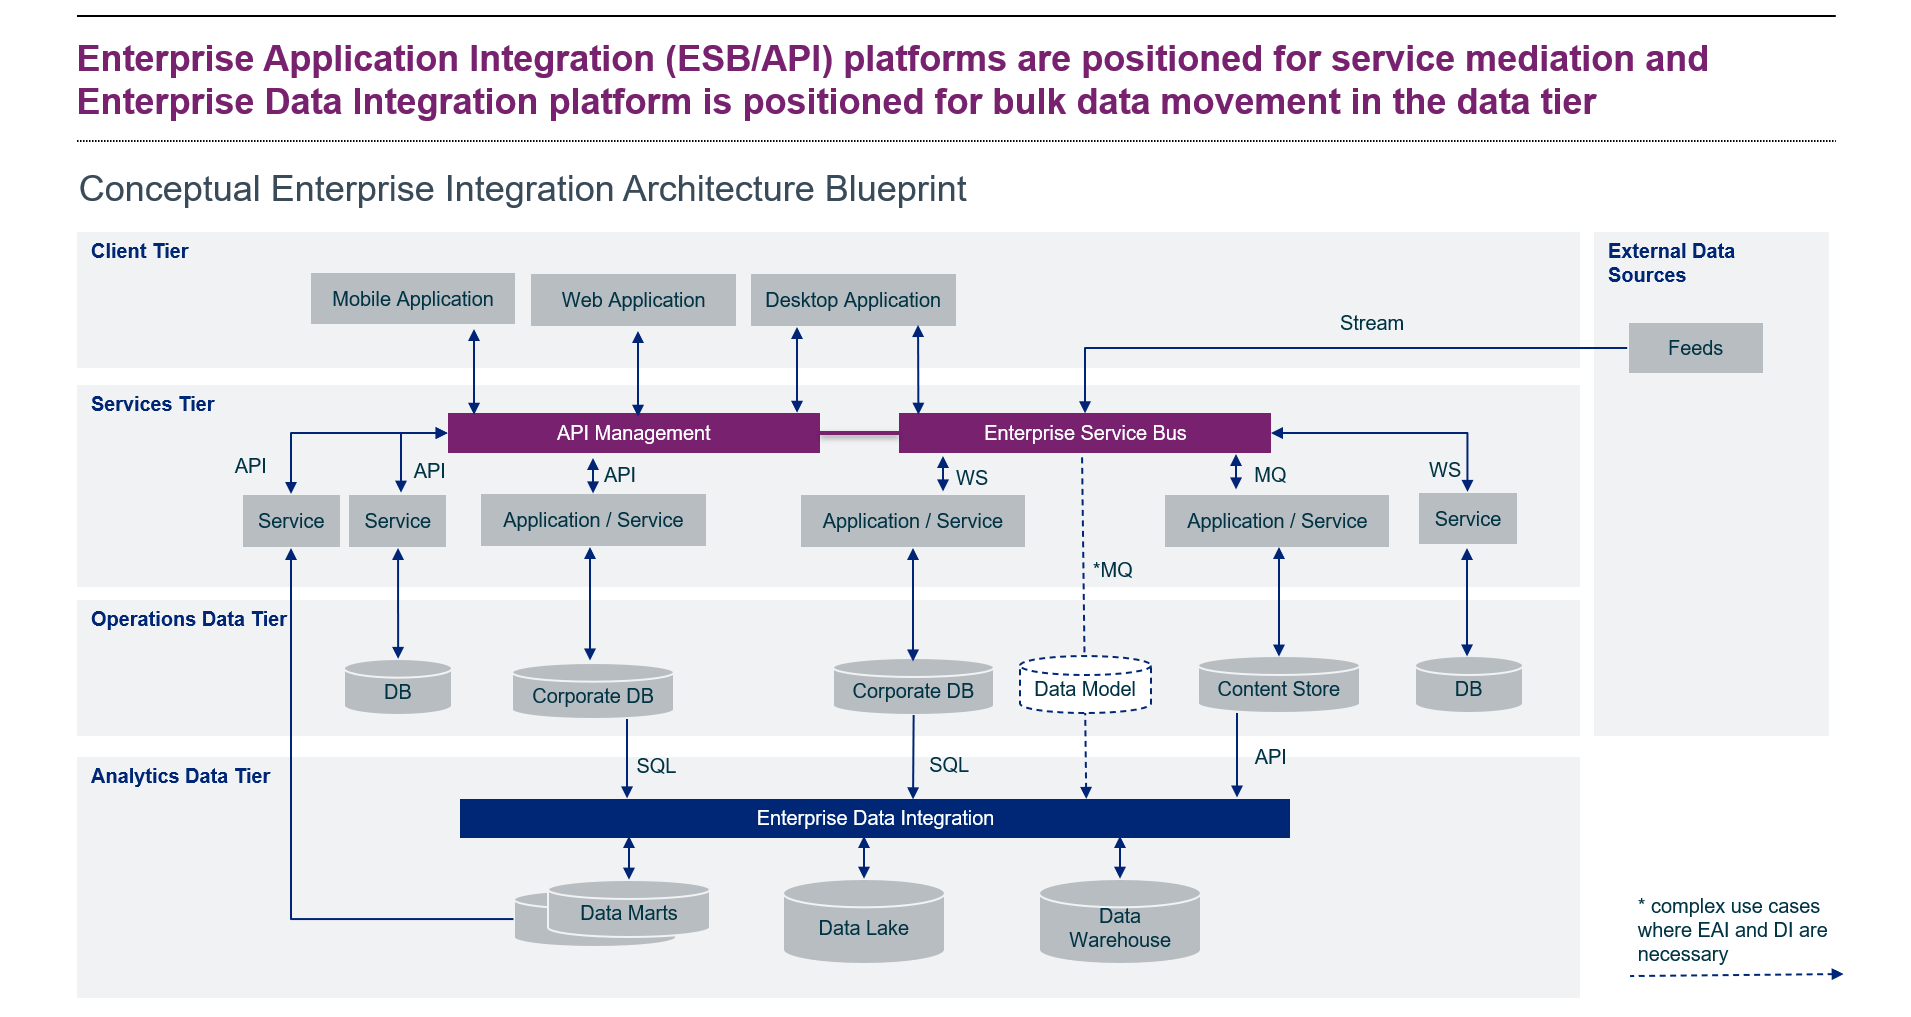 Enterprise Application Integration (ESB/API) platforms are positioned for service mediation and
Enterprise Data Integration platform is positioned for bulk data movement in the data tier
Conceptual Enterprise Integration Architecture Blueprint
Client Tier
Mobile Application
Web Application
Desktop Application
External Data
Sources
Stream
Feeds
Services Tier
API Management
Enterprise Service Bus
API
API
API
WS
MQ
WS
Service
Service
Application / Service
Application / Service
Application / Service
Service
*MQ
Operations Data Tier
DB
Corporate DB
Corporate DB
Data Model
Content Store
DB
SQL
SQL
API
Analytics Data Tier
Enterprise Data Integration
Data Marts
Data Lake
Data
Warehouse
* complex use cases
where EAI and DI are
necessary